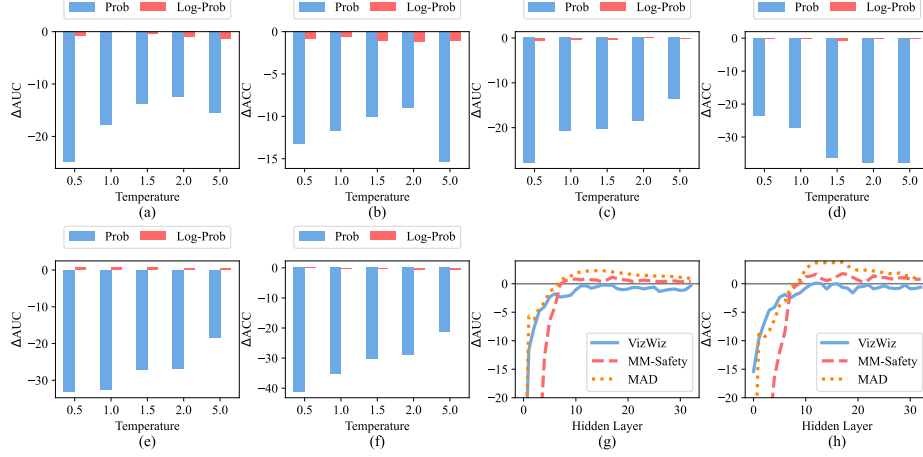 Prob Log-Prob
ΔAUC
0
−10
−20
0.5 1.0 1.5 2.0 5.0
Temperature
(a)
Prob Log-Prob
ΔACC
0
−5
−10
−15
0.5 1.0 1.5 2.0 5.0
Temperature
(b)
Prob Log-Prob
ΔAUC
0
−10
−20
0.5 1.0 1.5 2.0 5.0
Temperature
(c)
Prob Log-Prob
ΔACC
0
−10
−20
−30
0.5 1.0 1.5 2.0 5.0
Temperature
(d)
Prob Log-Prob
ΔAUC
0
−10
−20
−30
0.5 1.0 1.5 2.0 5.0
Temperature
(e)
Prob Log-Prob
ΔACC
0
−10
−20
−30
−40
0.5 1.0 1.5 2.0 5.0
Temperature
(f)
ΔAUC
0
−5
−10
−15
−20
VizWiz
MM-Safety
MAD
0 10 20 30
Hidden Layer
(g)
ΔACC
0
−5
−10
−15
−20
VizWiz
MM-Safety
MAD
0 10 20 30
Hidden Layer
(h)